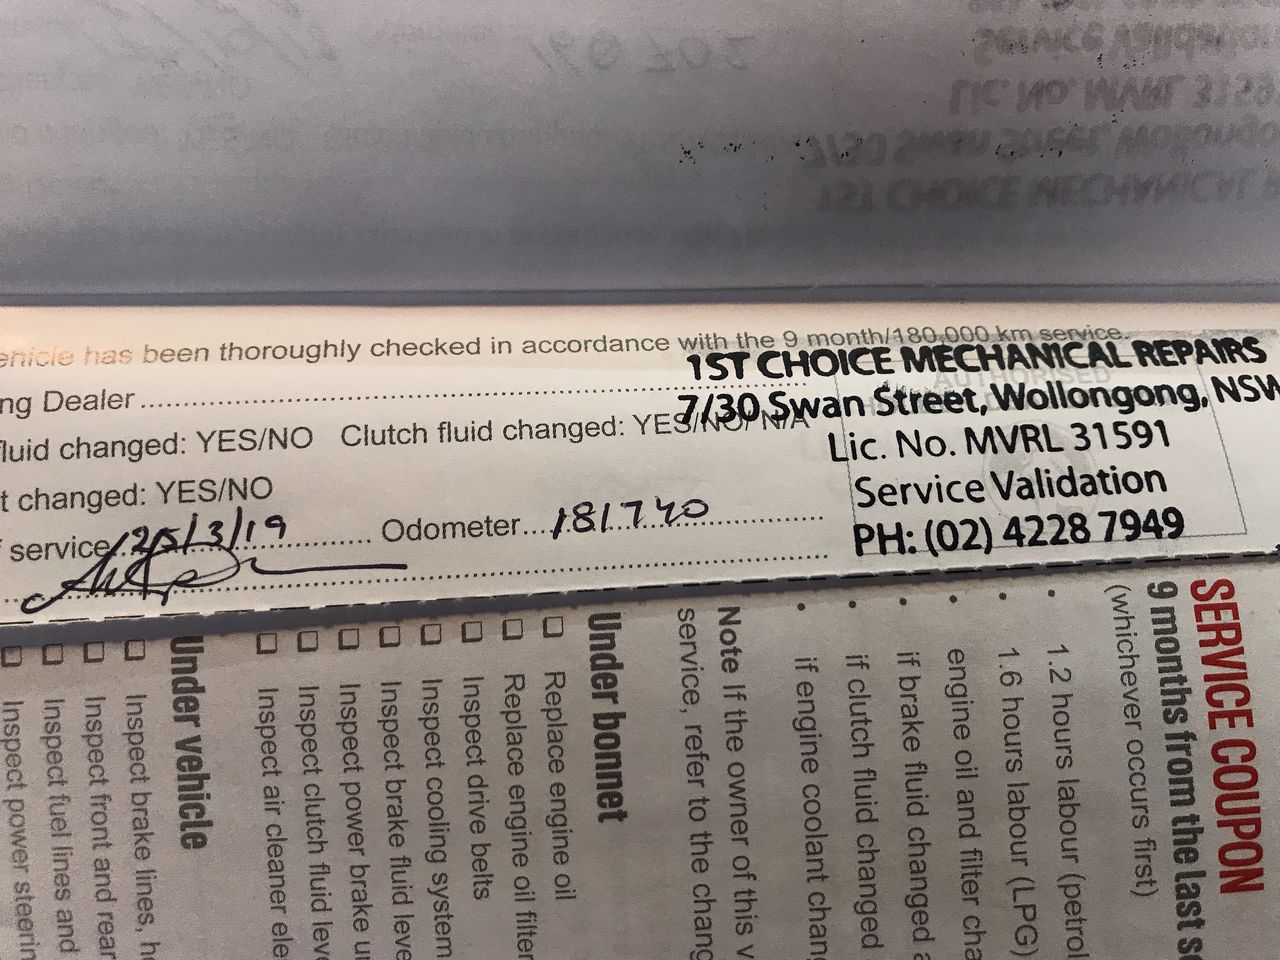 has been thoroughly checked in accordance with the 9 month/180,000 km service.
1ST CHOICE MECHANICAL REPAIRS
ng Dealer
7/30 Swan Street, Wollongong, NSW
luid changed: YES/NO Clutch fluid changed: YES/NO/ N/A
Lic. No. MVRL 31591
t changed: YES/NO
Service Validation
service 25/3/19 Odometer 181740
PH: (02) 4228 7949
SERVICE COUPON
9 months from the last se
(whichever occurs first)
• 1.2 hours labour (petrol
• 1.6 hours labour (LPG)
• engine oil and filter cha
• if brake fluid changed a
• if clutch fluid changed
• if engine coolant chan
Note If the owner of this v
service, refer to the chang
Under bonnet
Replace engine oil
Replace engine oil filter
Inspect drive belts
Inspect cooling system
Inspect brake fluid leve
Inspect power brake u
Inspect clutch fluid leve
Inspect air cleaner ele
Under vehicle
Inspect brake lines, h
Inspect front and rear
Inspect fuel lines and
Inspect power steerin